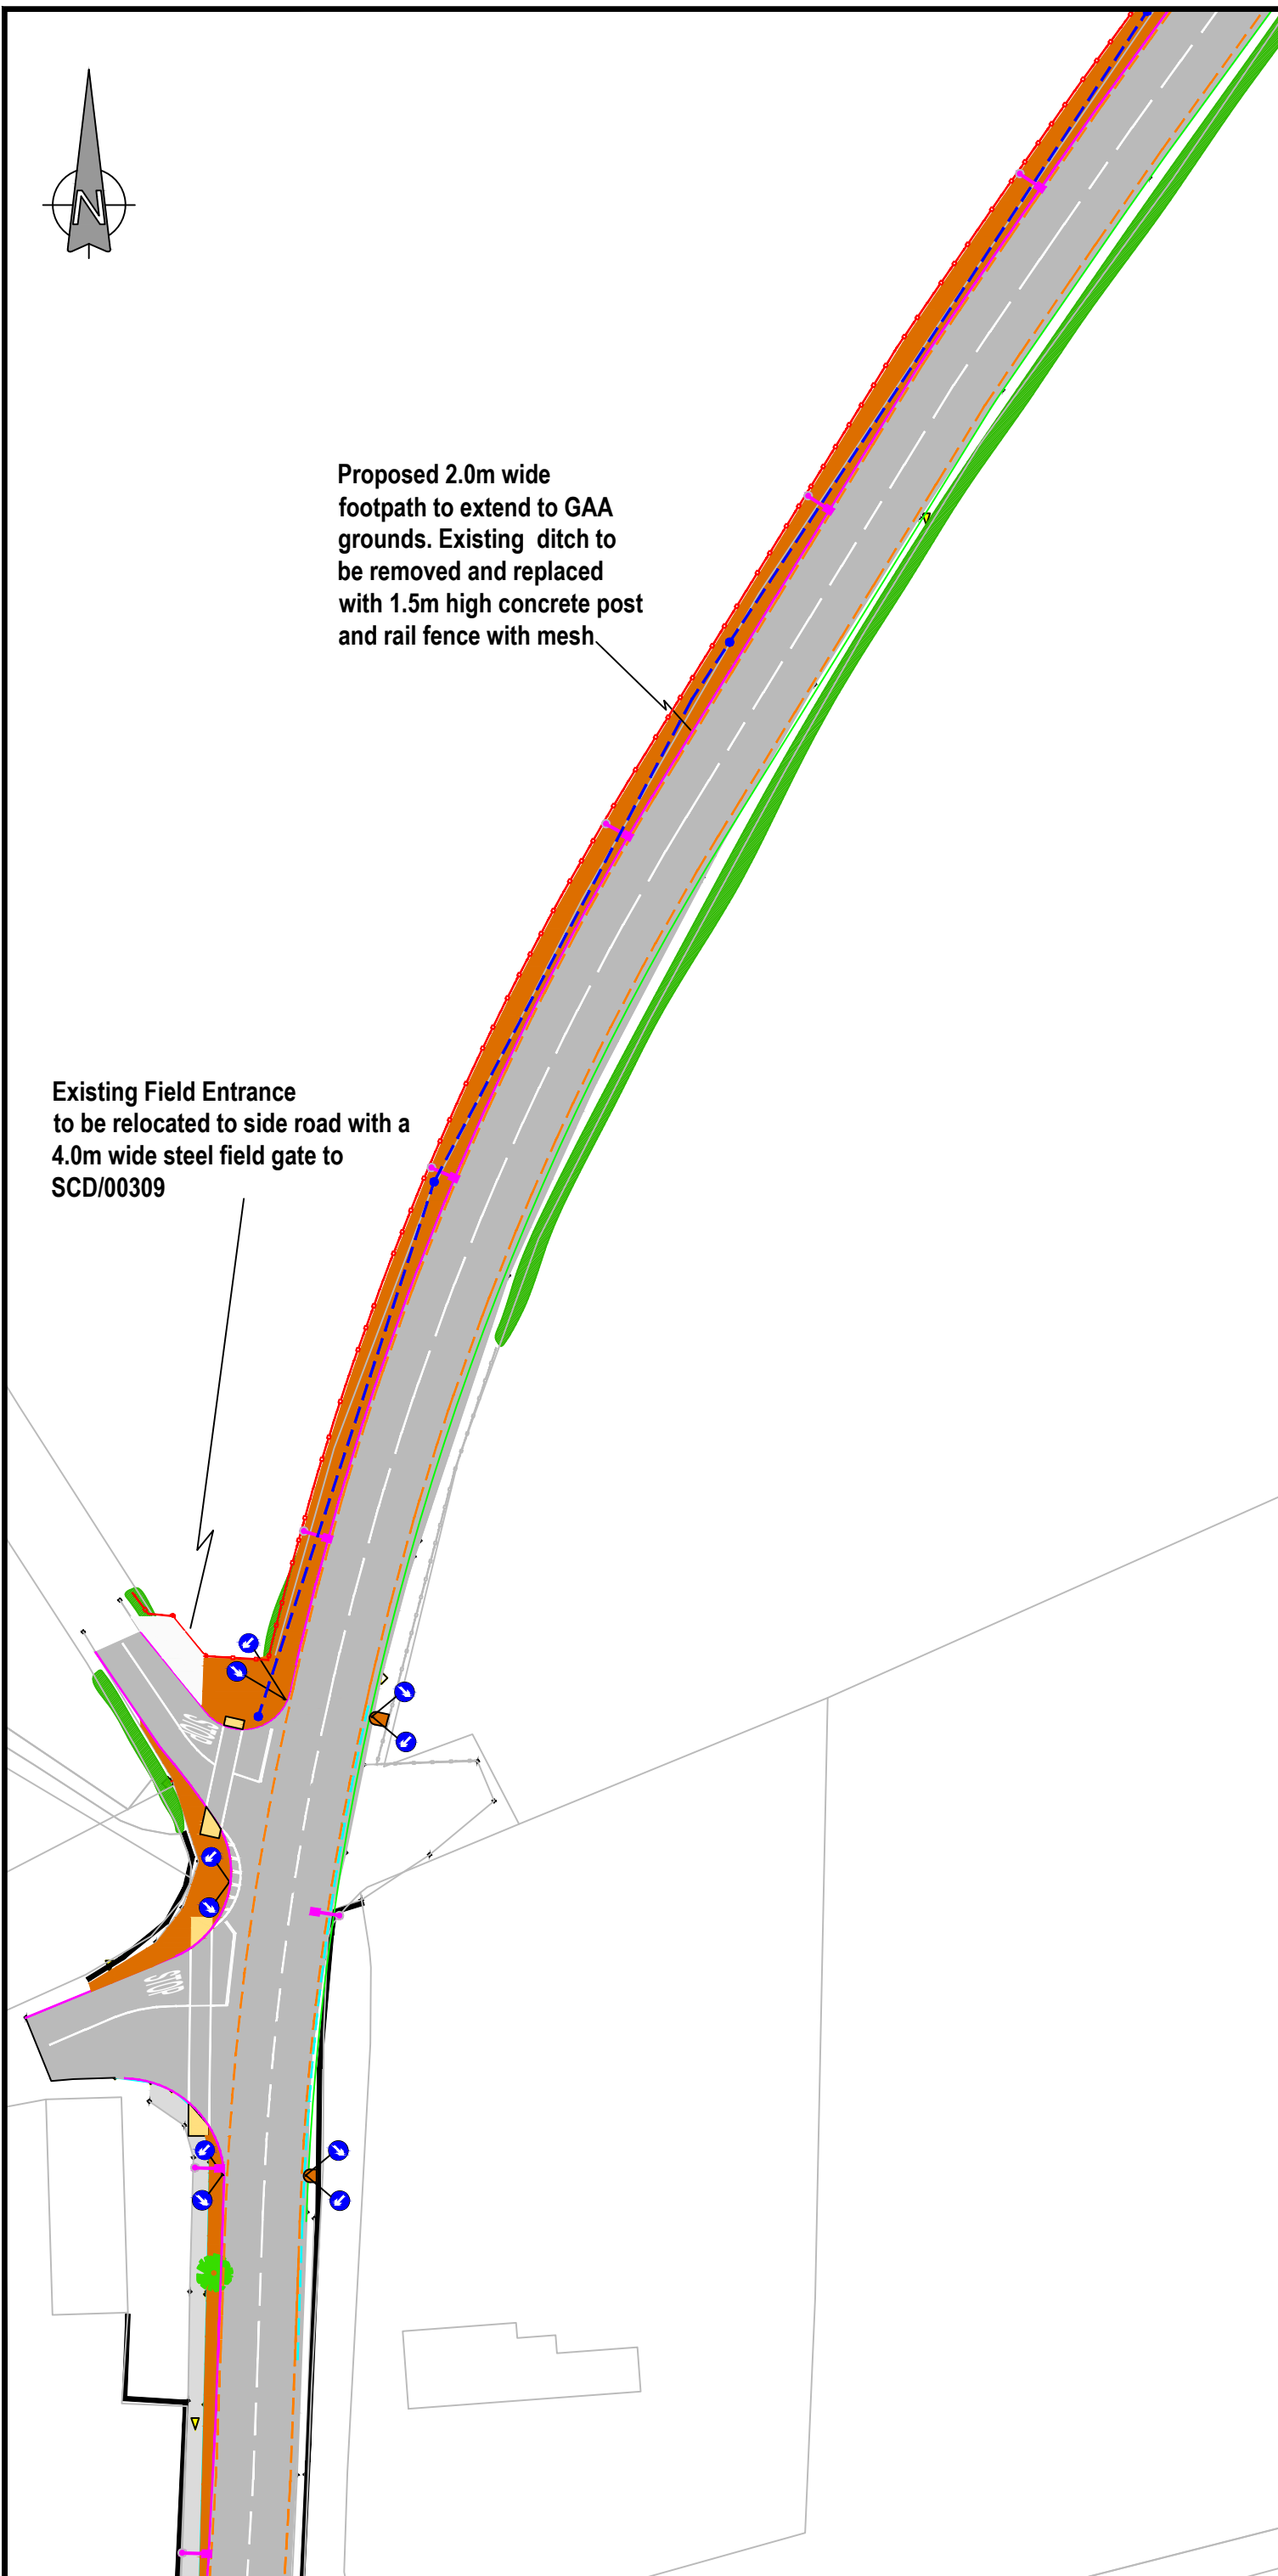 N
Proposed 2.0m wide
footpath to extend to GAA
grounds. Existing ditch to
be removed and replaced
with 1.5m high concrete post
and rail fence with mesh
Existing Field Entrance
to be relocated to side road with a
4.0m wide steel field gate to
SCD/00309
STOP
STOP